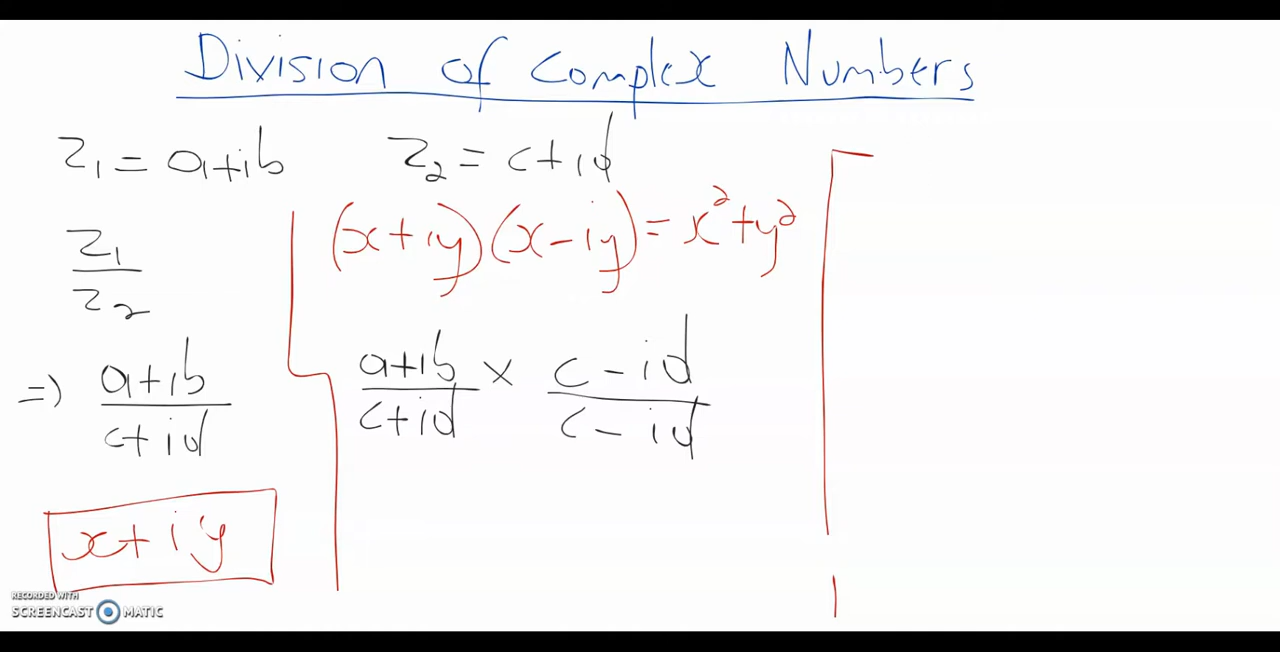 Division of Complex Numbers
Z₁ = a+ib
Z₂ = c+id
Z₁
Z₂
=> a+ib
c+id
x+iy
(x+iy)(x-iy) = x²+y²
a+ib × c-id
c+id c-id
RECORDED WITH
SCREENCAST MATIC